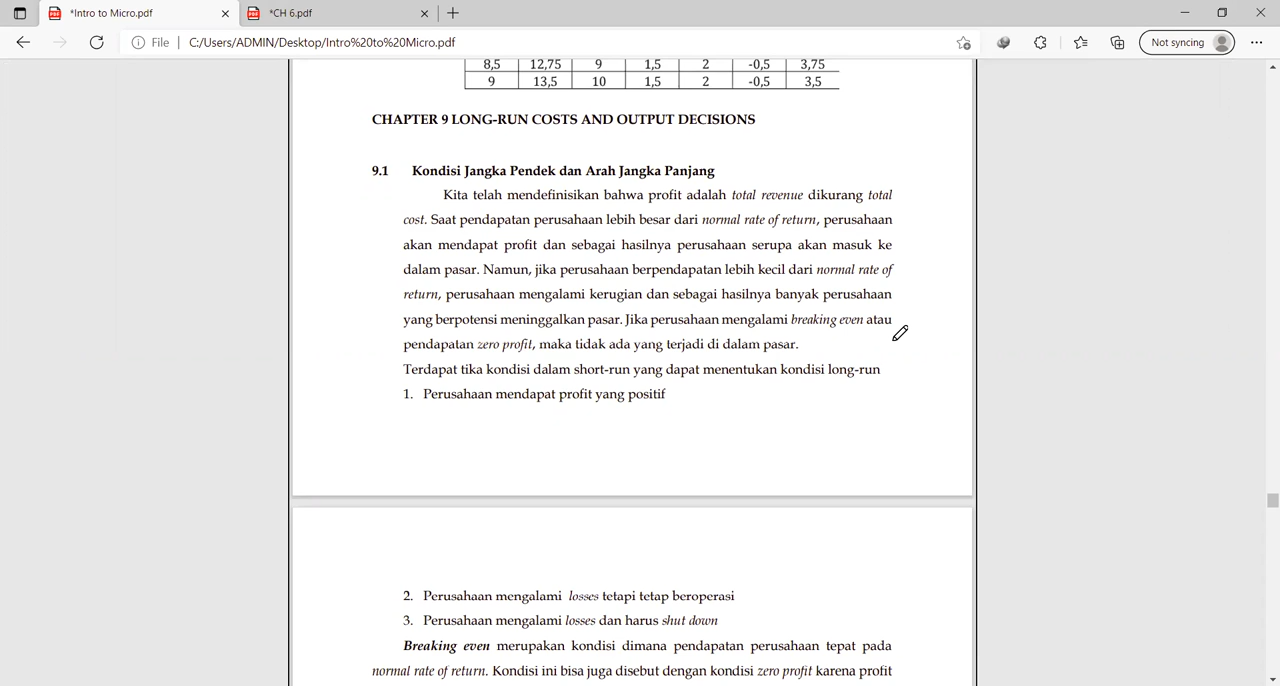 *Intro to Micro.pdf
*CH 6.pdf
File | C:/Users/ADMIN/Desktop/Intro%20to%20Micro.pdf
Not syncing
8,5 12,75 9 1,5 2 -0,5 3,75
9 13,5 10 1,5 2 -0,5 3,5
CHAPTER 9 LONG-RUN COSTS AND OUTPUT DECISIONS
9.1 Kondisi Jangka Pendek dan Arah Jangka Panjang
Kita telah mendefinisikan bahwa profit adalah total revenue dikurang total
cost. Saat pendapatan perusahaan lebih besar dari normal rate of return, perusahaan
akan mendapat profit dan sebagai hasilnya perusahaan serupa akan masuk ke
dalam pasar. Namun, jika perusahaan berpendapatan lebih kecil dari normal rate of
return, perusahaan mengalami kerugian dan sebagai hasilnya banyak perusahaan
yang berpotensi meninggalkan pasar. Jika perusahaan mengalami breaking even atau
pendapatan zero profit, maka tidak ada yang terjadi di dalam pasar.
Terdapat tika kondisi dalam short-run yang dapat menentukan kondisi long-run
1. Perusahaan mendapat profit yang positif
2. Perusahaan mengalami losses tetapi tetap beroperasi
3. Perusahaan mengalami losses dan harus shut down
Breaking even merupakan kondisi dimana pendapatan perusahaan tepat pada
normal rate of return. Kondisi ini bisa juga disebut dengan kondisi zero profit karena profit